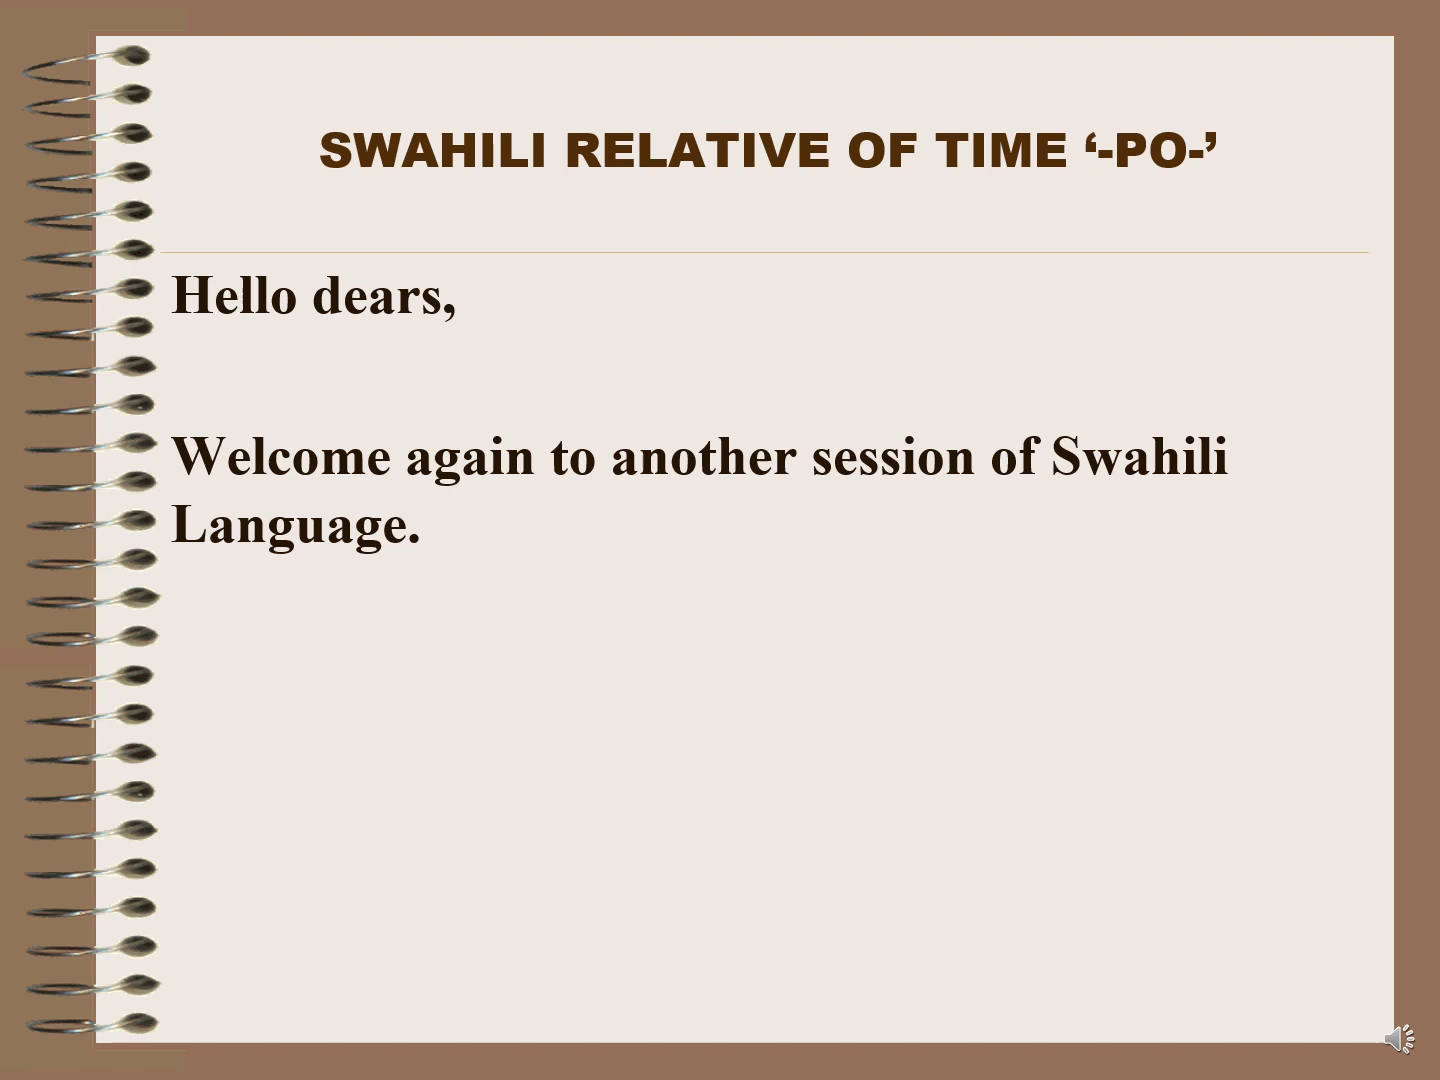 SWAHILI RELATIVE OF TIME ‘-PO-’
Hello dears,
Welcome again to another session of Swahili
Language.